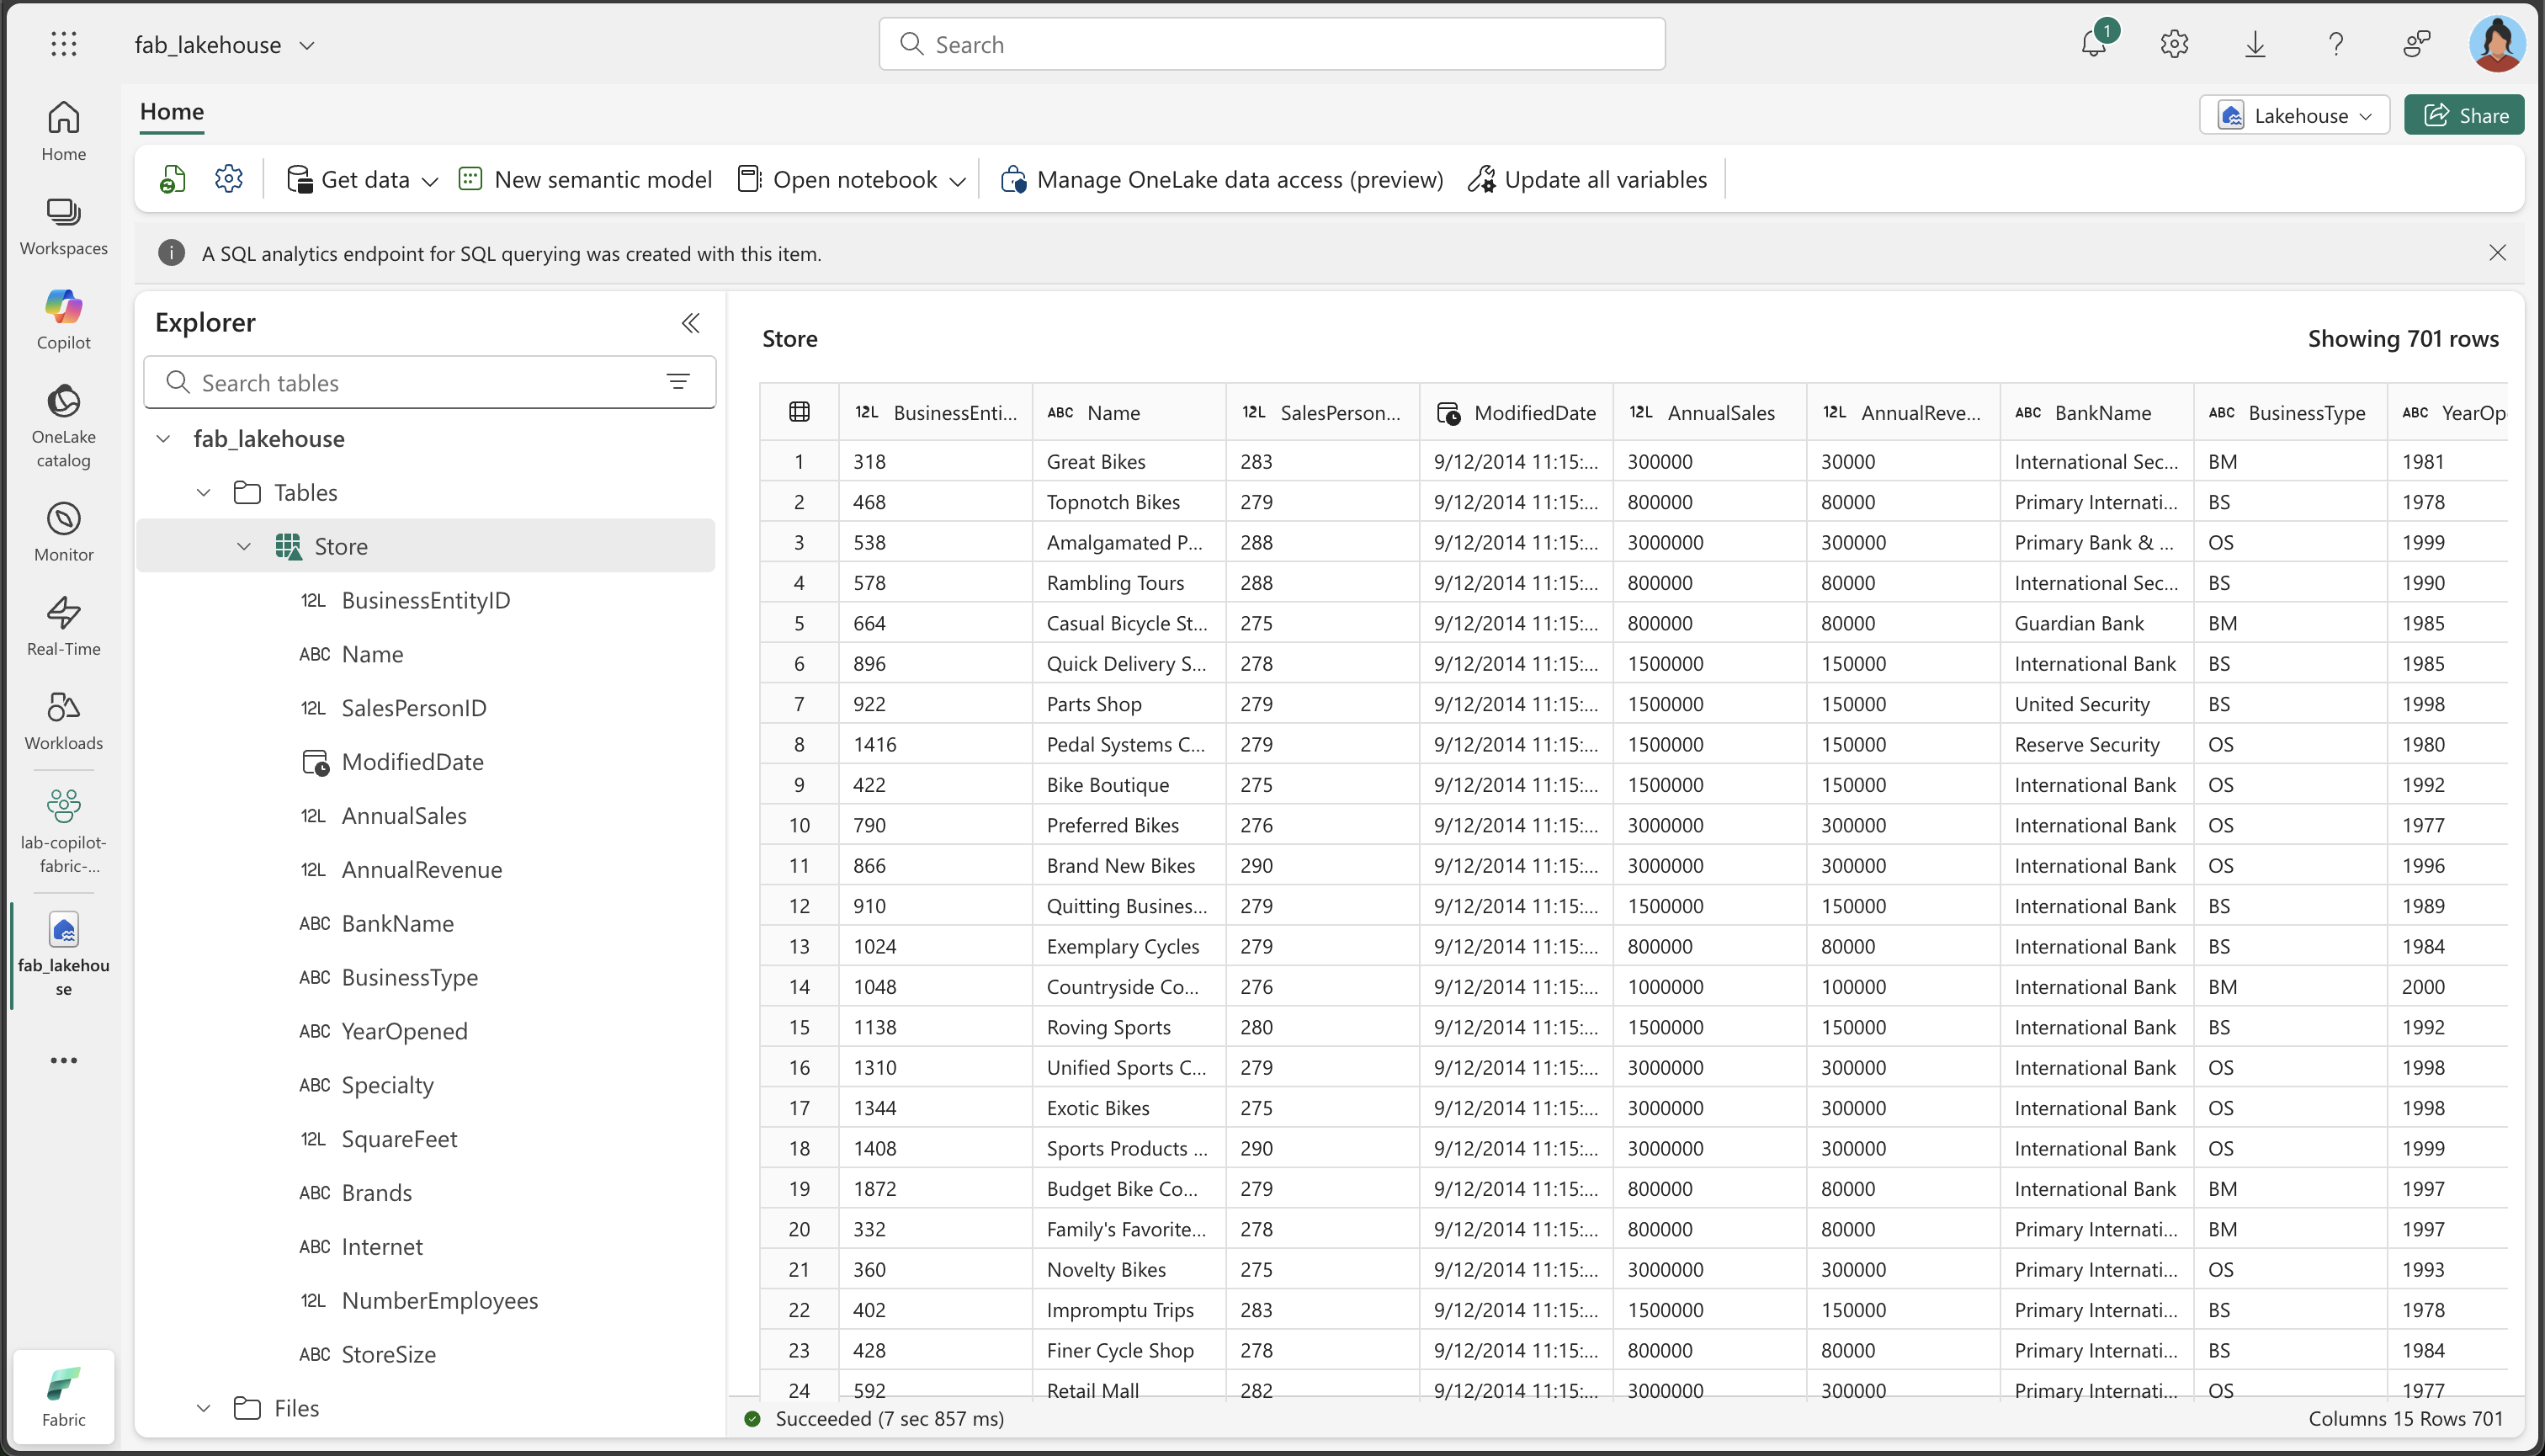 fab_lakehouse
Search
1
Home
Lakehouse
Share
Get data
New semantic model
Open notebook
Manage OneLake data access (preview)
Update all variables
A SQL analytics endpoint for SQL querying was created with this item.
Home
Workspaces
Copilot
OneLake
catalog
Monitor
Real-Time
Workloads
lab-copilot-
fabric-...
fab_lakehou
se
Fabric
Explorer
Search tables
fab_lakehouse
Tables
Store
12L BusinessEntityID
ABC Name
12L SalesPersonID
ModifiedDate
12L AnnualSales
12L AnnualRevenue
ABC BankName
ABC BusinessType
ABC YearOpened
ABC Specialty
12L SquareFeet
ABC Brands
ABC Internet
12L NumberEmployees
ABC StoreSize
Files
Store
Showing 701 rows
12L BusinessEnti... ABC Name 12L SalesPerson... ModifiedDate 12L AnnualSales 12L AnnualReve... ABC BankName ABC BusinessType ABC YearOp
1 318 Great Bikes 283 9/12/2014 11:15:... 300000 30000 International Sec... BM 1981
2 468 Topnotch Bikes 279 9/12/2014 11:15:... 800000 80000 Primary Internati... BS 1978
3 538 Amalgamated P... 288 9/12/2014 11:15:... 3000000 300000 Primary Bank & ... OS 1999
4 578 Rambling Tours 288 9/12/2014 11:15:... 800000 80000 International Sec... BS 1990
5 664 Casual Bicycle St... 275 9/12/2014 11:15:... 800000 80000 Guardian Bank BM 1985
6 896 Quick Delivery S... 278 9/12/2014 11:15:... 1500000 150000 International Bank BS 1985
7 922 Parts Shop 279 9/12/2014 11:15:... 1500000 150000 United Security BS 1998
8 1416 Pedal Systems C... 279 9/12/2014 11:15:... 1500000 150000 Reserve Security OS 1980
9 422 Bike Boutique 275 9/12/2014 11:15:... 1500000 150000 International Bank OS 1992
10 790 Preferred Bikes 276 9/12/2014 11:15:... 3000000 300000 International Bank OS 1977
11 866 Brand New Bikes 290 9/12/2014 11:15:... 3000000 300000 International Bank OS 1996
12 910 Quitting Busines... 279 9/12/2014 11:15:... 1500000 150000 International Bank BS 1989
13 1024 Exemplary Cycles 279 9/12/2014 11:15:... 800000 80000 International Bank BS 1984
14 1048 Countryside Co... 276 9/12/2014 11:15:... 1000000 100000 International Bank BM 2000
15 1138 Roving Sports 280 9/12/2014 11:15:... 1500000 150000 International Bank BS 1992
16 1310 Unified Sports C... 279 9/12/2014 11:15:... 3000000 300000 International Bank OS 1998
17 1344 Exotic Bikes 275 9/12/2014 11:15:... 3000000 300000 International Bank OS 1998
18 1408 Sports Products ... 290 9/12/2014 11:15:... 3000000 300000 International Bank OS 1999
19 1872 Budget Bike Co... 279 9/12/2014 11:15:... 800000 80000 International Bank BM 1997
20 332 Family's Favorite... 278 9/12/2014 11:15:... 800000 80000 Primary Internati... BM 1997
21 360 Novelty Bikes 275 9/12/2014 11:15:... 3000000 300000 Primary Internati... OS 1993
22 402 Impromptu Trips 283 9/12/2014 11:15:... 1500000 150000 Primary Internati... BS 1978
23 428 Finer Cycle Shop 278 9/12/2014 11:15:... 800000 80000 Primary Internati... BS 1984
24 592 Retail Mall 282 9/12/2014 11:15:... 3000000 300000 Primary Internati... OS 1977
Succeeded (7 sec 857 ms)
Columns 15 Rows 701